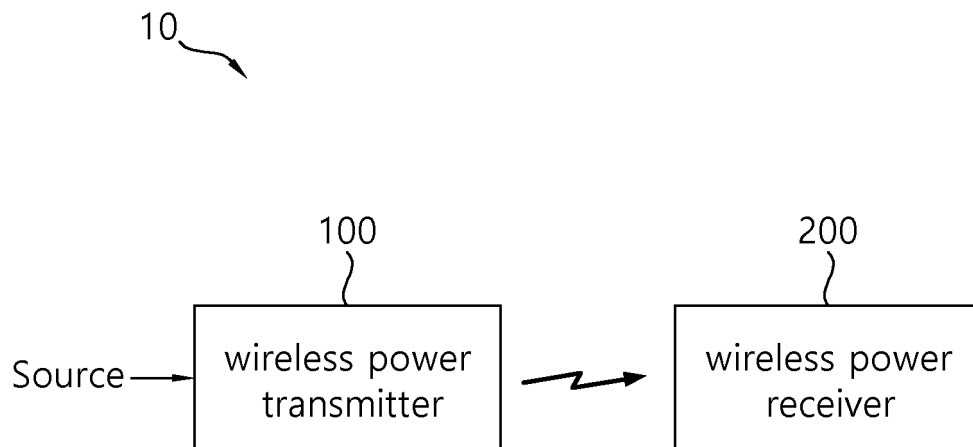 10
100
200
Source
wireless power
transmitter
wireless power
receiver